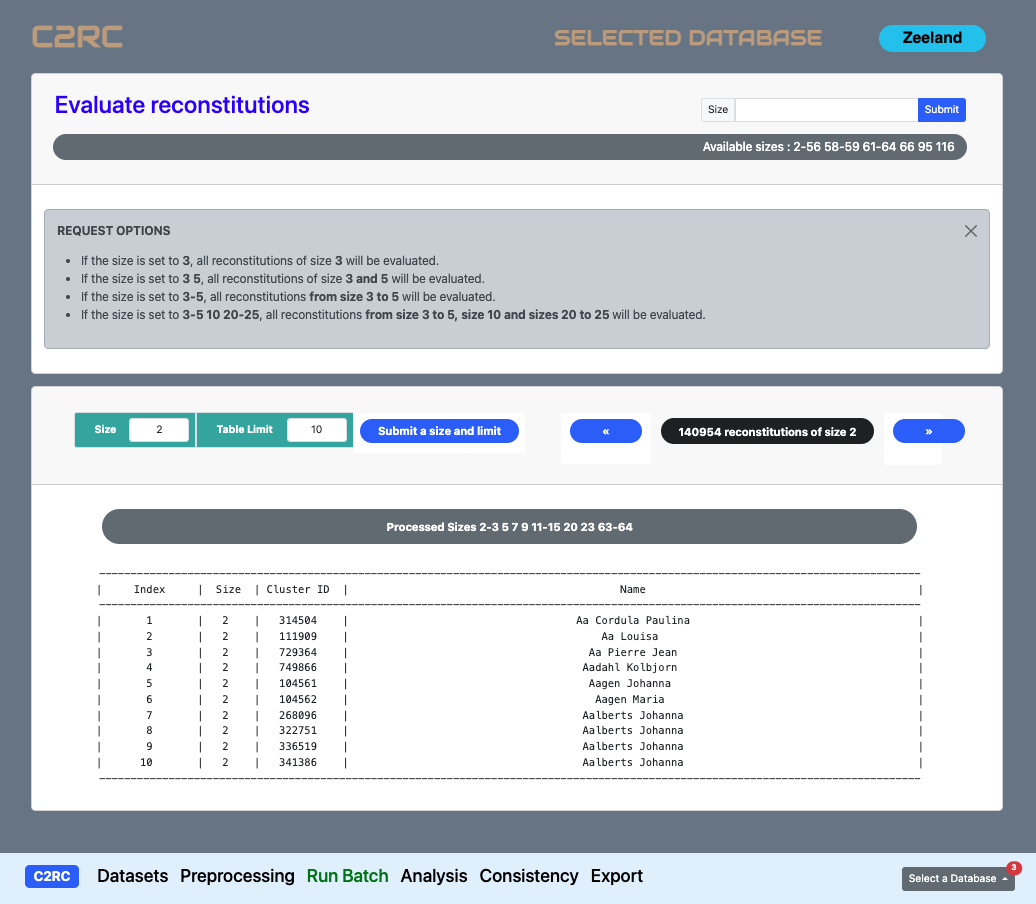 C2RC
SELECTED DATABASE
Zeeland
Evaluate reconstitutions
Size
Submit
Available sizes : 2-56 58-59 61-64 66 95 116
REQUEST OPTIONS
• If the size is set to 3, all reconstitutions of size 3 will be evaluated.
• If the size is set to 3 5, all reconstitutions of size 3 and 5 will be evaluated.
• If the size is set to 3-5, all reconstitutions from size 3 to 5 will be evaluated.
• If the size is set to 3-5 10 20-25, all reconstitutions from size 3 to 5, size 10 and sizes 20 to 25 will be evaluated.
Size 2 Table Limit 10 Submit a size and limit « 140954 reconstitutions of size 2 »
Processed Sizes 2-3 5 7 9 11-15 20 23 63-64
| Index | Size | Cluster ID | Name |
| 1 | 2 | 314504 | Aa Cordula Paulina |
| 2 | 2 | 111909 | Aa Louisa |
| 3 | 2 | 729364 | Aa Pierre Jean |
| 4 | 2 | 749866 | Aadahl Kolbjorn |
| 5 | 2 | 104561 | Aagen Johanna |
| 6 | 2 | 104562 | Aagen Maria |
| 7 | 2 | 268096 | Aalberts Johanna |
| 8 | 2 | 322751 | Aalberts Johanna |
| 9 | 2 | 336519 | Aalberts Johanna |
| 10 | 2 | 341386 | Aalberts Johanna |
C2RC Datasets Preprocessing Run Batch Analysis Consistency Export
Select a Database
3